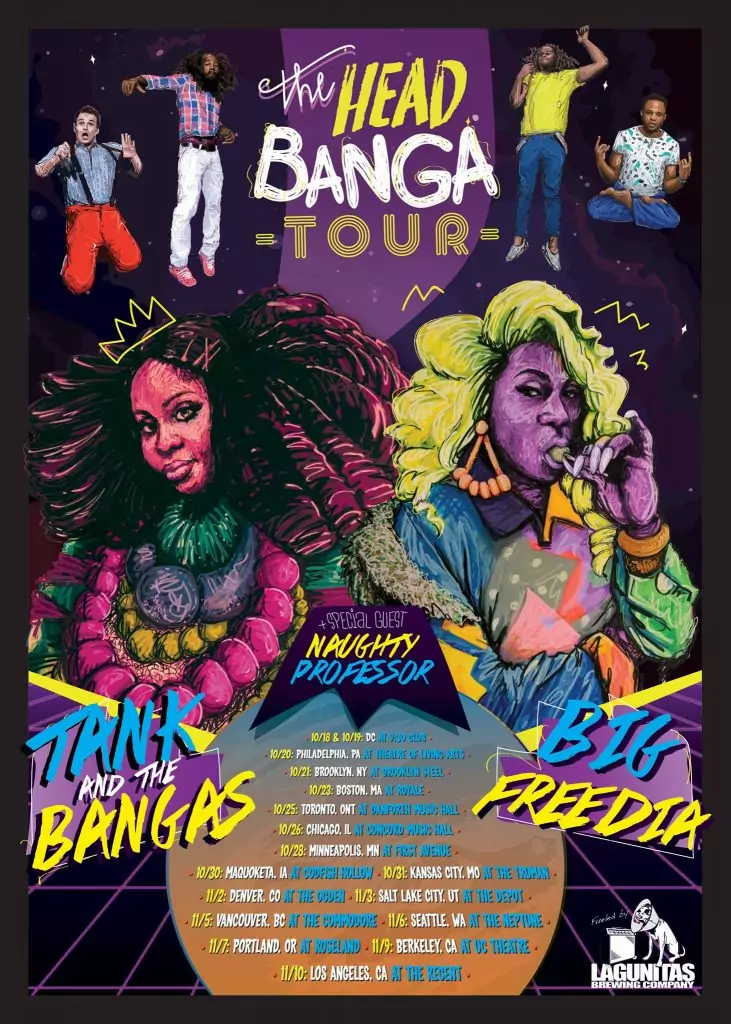 the HEAD
BANGA
=TOUR=
+SPECIAL GUEST
NAUGHTY
PROFESSOR
TANK
AND THE
BANGAS
BIG
FREEDIA
· 10/18 & 10/19: DC AT 9:30 CLUB ·
· 10/20: PHILADELPHIA, PA AT THEATRE OF LIVING ARTS ·
· 10/21: BROOKLYN, NY AT BROOKLYN STEEL ·
· 10/23: BOSTON, MA AT ROYALE ·
· 10/25: TORONTO, ONT AT DANFORTH MUSIC HALL ·
· 10/26: CHICAGO, IL AT CONCORD MUSIC HALL ·
· 10/28: MINNEAPOLIS, MN AT FIRST AVENUE ·
· 10/30: MAQUOKETA, IA AT CODFISH HOLLOW · 10/31: KANSAS CITY, MO AT THE TRUMAN ·
· 11/2: DENVER, CO AT THE OGDEN · 11/3: SALT LAKE CITY, UT AT THE DEPOT ·
· 11/5: VANCOUVER, BC AT THE COMMODORE · 11/6: SEATTLE, WA AT THE NEPTUNE ·
· 11/7: PORTLAND, OR AT ROSELAND · 11/9: BERKELEY, CA AT UC THEATRE ·
· 11/10: LOS ANGELES, CA AT THE REGENT ·
Fueled by
LAGUNITAS
BREWING COMPANY